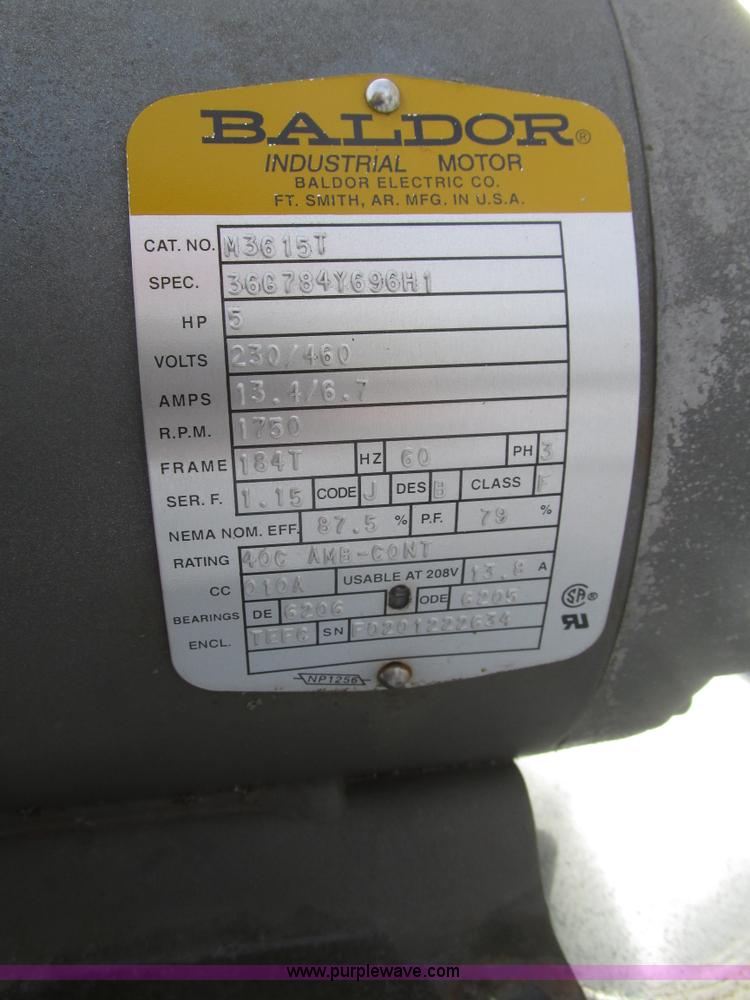 BALDOR®
INDUSTRIAL MOTOR
BALDOR ELECTRIC CO.
FT. SMITH, AR. MFG. IN U.S.A.
CAT. NO. M3615T
SPEC. 36G784Y696H1
HP 5
VOLTS 230/460
AMPS 13.4/6.7
R.P.M. 1750
FRAME 184T HZ 60 PH 3
SER. F. 1.15 CODE J DES B CLASS F
NEMA NOM. EFF. 87.5 % P.F. 79 %
RATING 40C AMB-CONT
CC 010A USABLE AT 208V 13.8 A
BEARINGS DE 6206 ODE 6205
ENCL. TEFC SN F0201222634
NP1256
www.purplewave.com